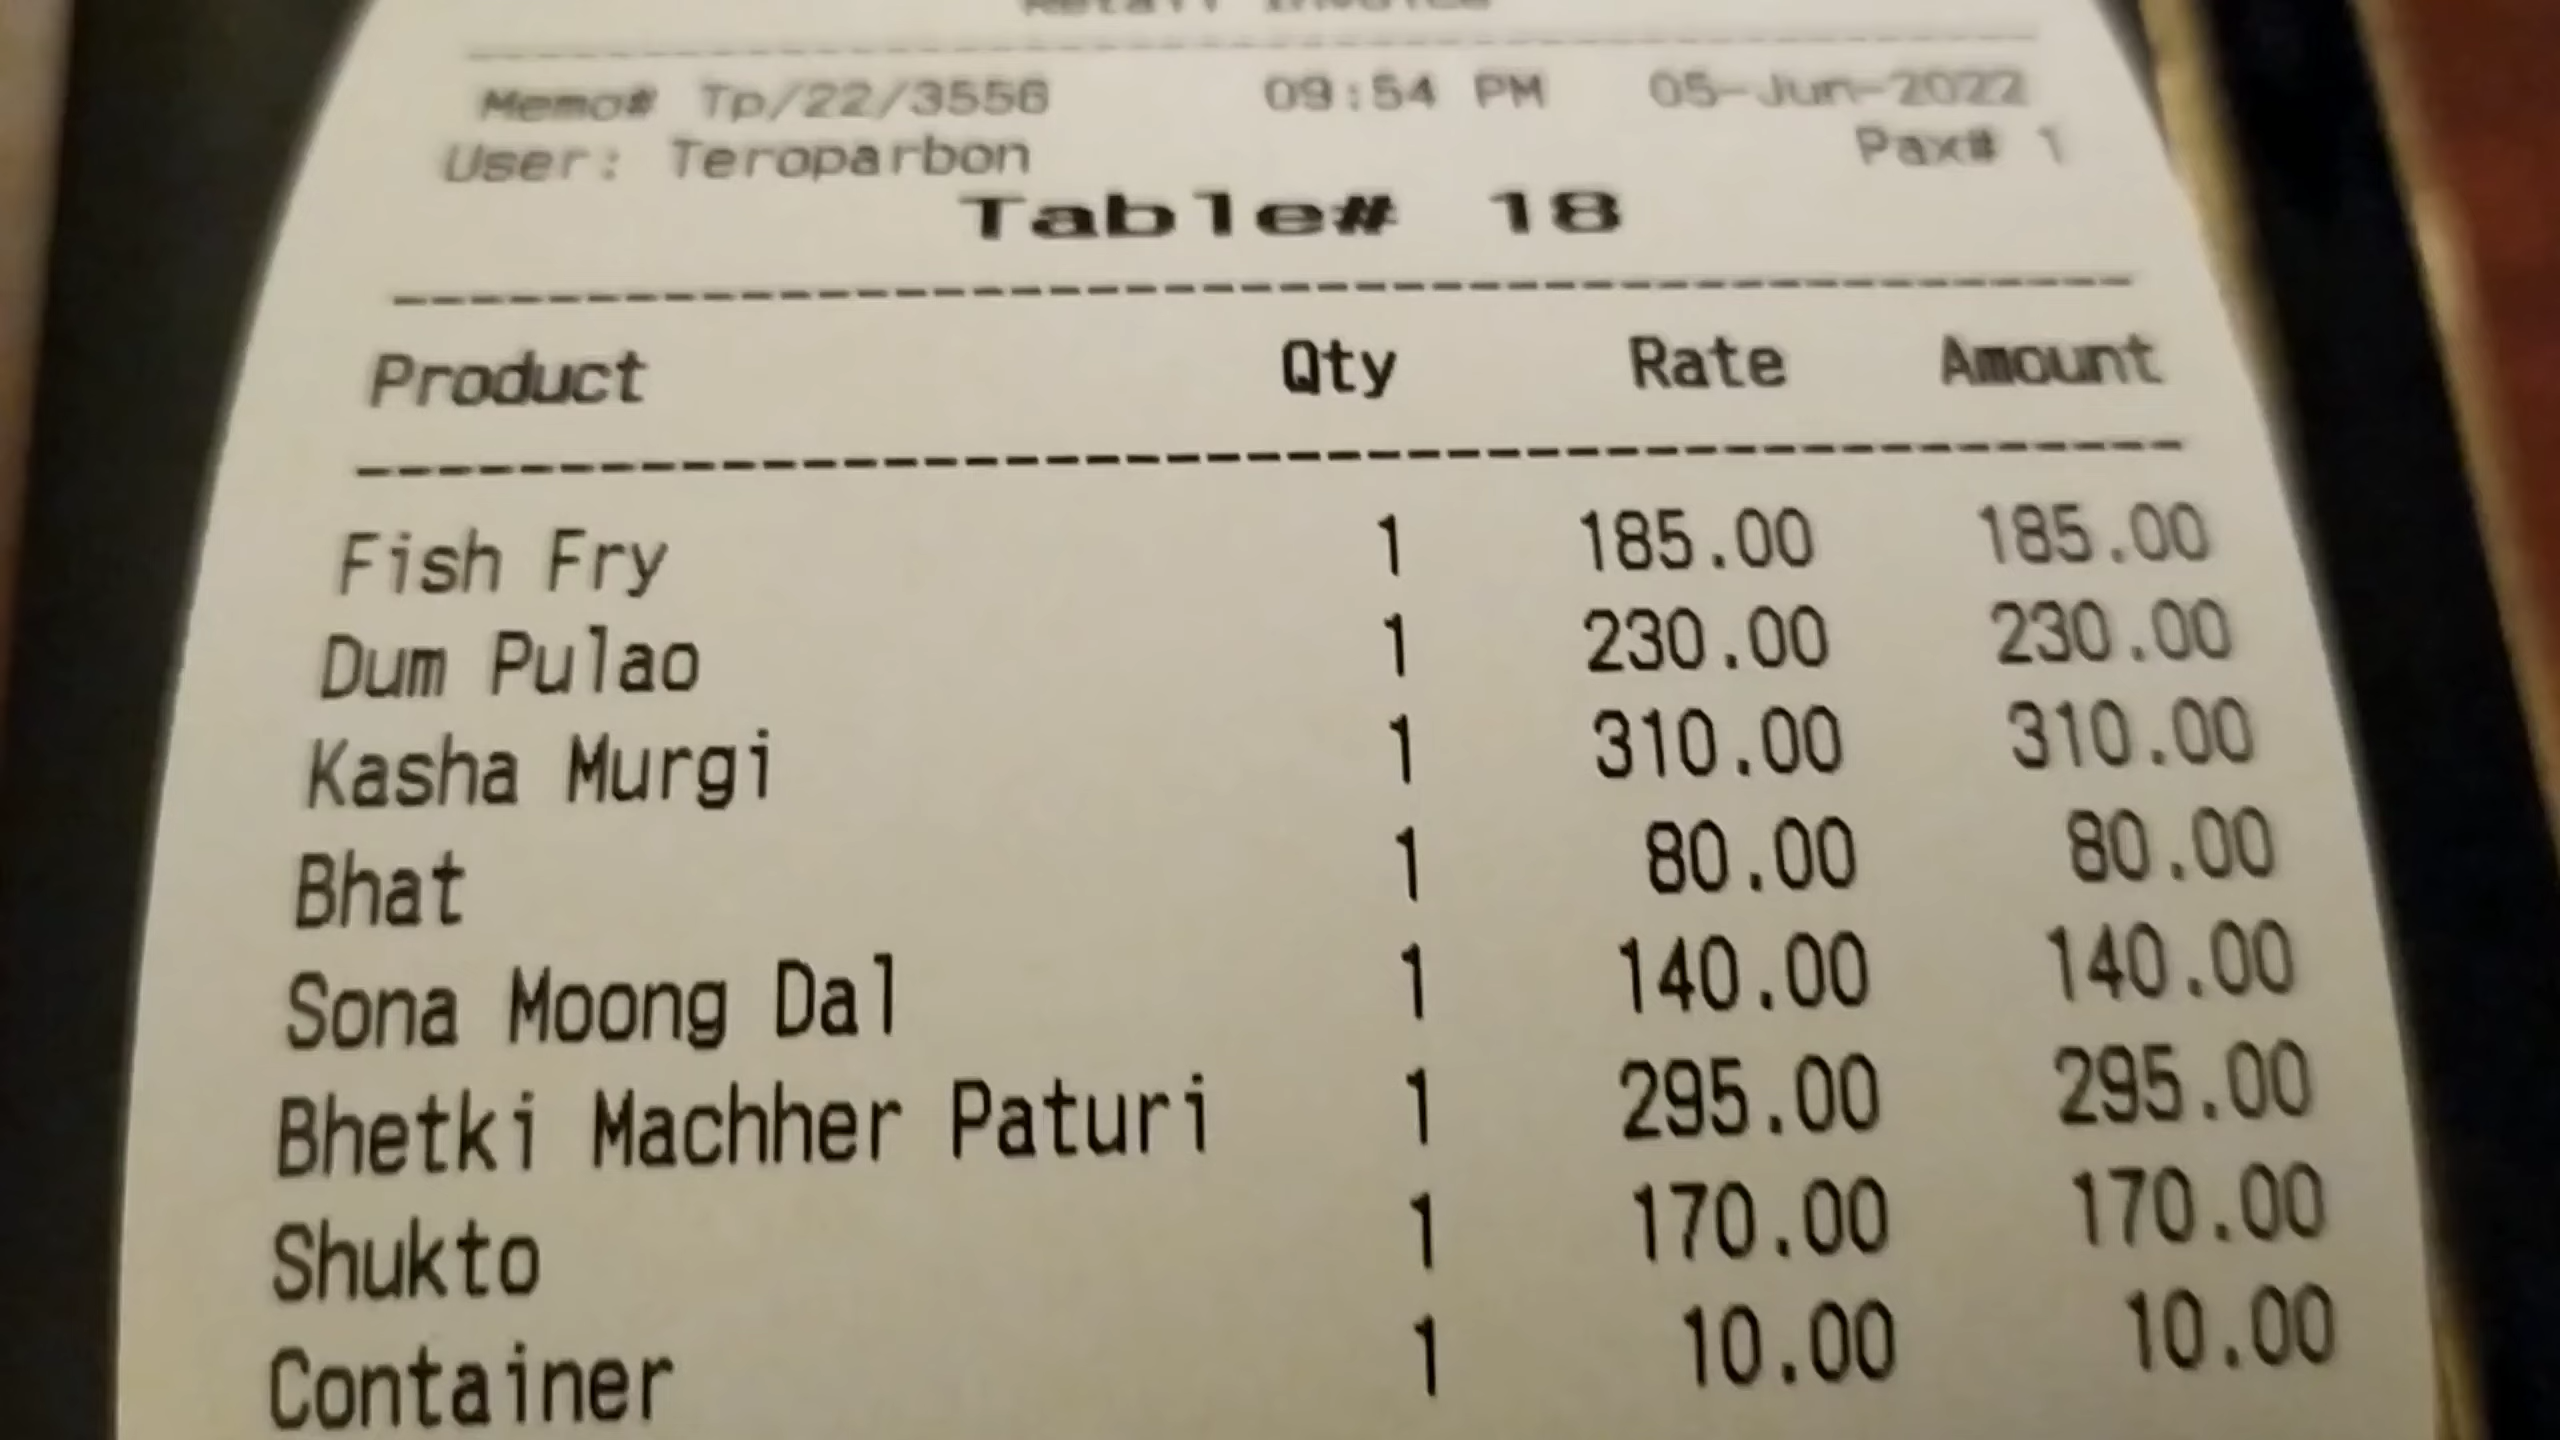 Retail Invoice
Memo# Tp/22/3556 09:54 PM 05-Jun-2022
User: Teroparbon Pax# 1
Table# 18
Product Qty Rate Amount
Fish Fry 1 185.00 185.00
Dum Pulao 1 230.00 230.00
Kasha Murgi 1 310.00 310.00
Bhat 1 80.00 80.00
Sona Moong Dal 1 140.00 140.00
Bhetki Machher Paturi 1 295.00 295.00
Shukto 1 170.00 170.00
Container 1 10.00 10.00